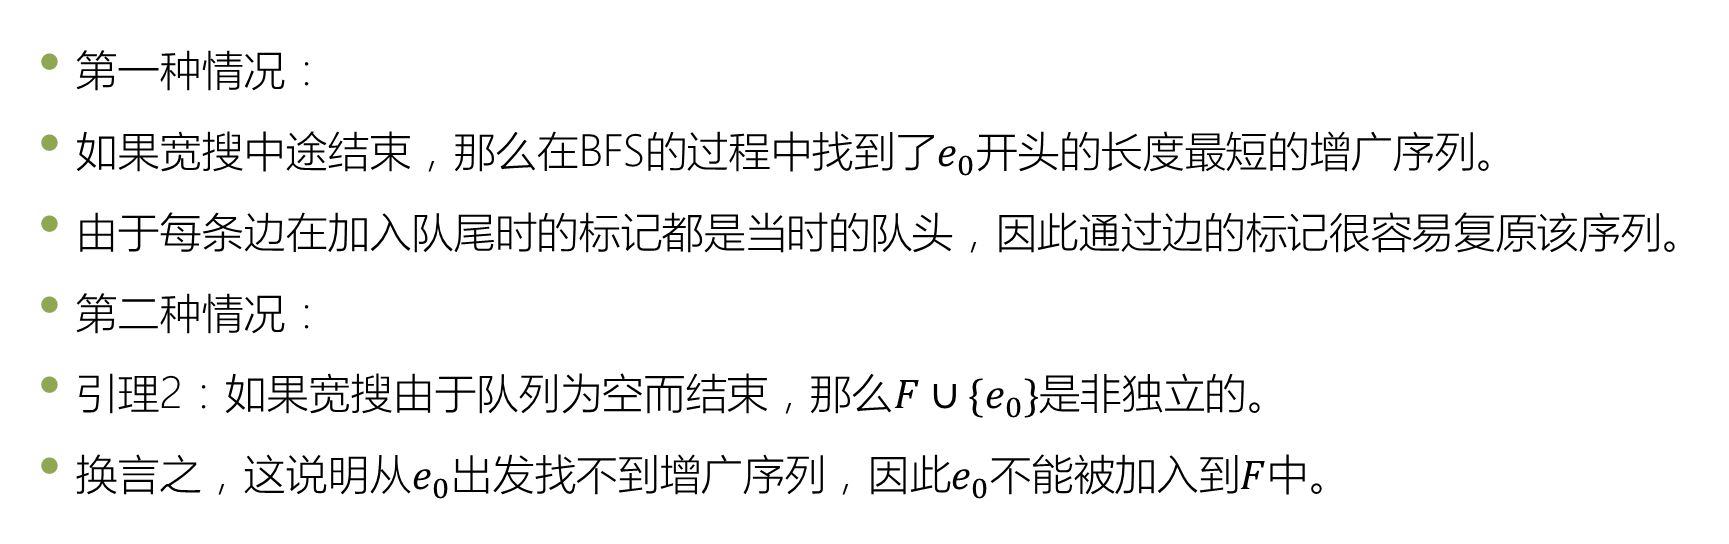 • 第一种情况：
• 如果宽搜中途结束，那么在BFS的过程中找到了e₀开头的长度最短的增广序列。
• 由于每条边在加入队尾时的标记都是当时的队头，因此通过边的标记很容易复原该序列。
• 第二种情况：
• 引理2：如果宽搜由于队列为空而结束，那么F ∪ {e₀}是非独立的。
• 换言之，这说明从e₀出发找不到增广序列，因此e₀不能被加入到F中。